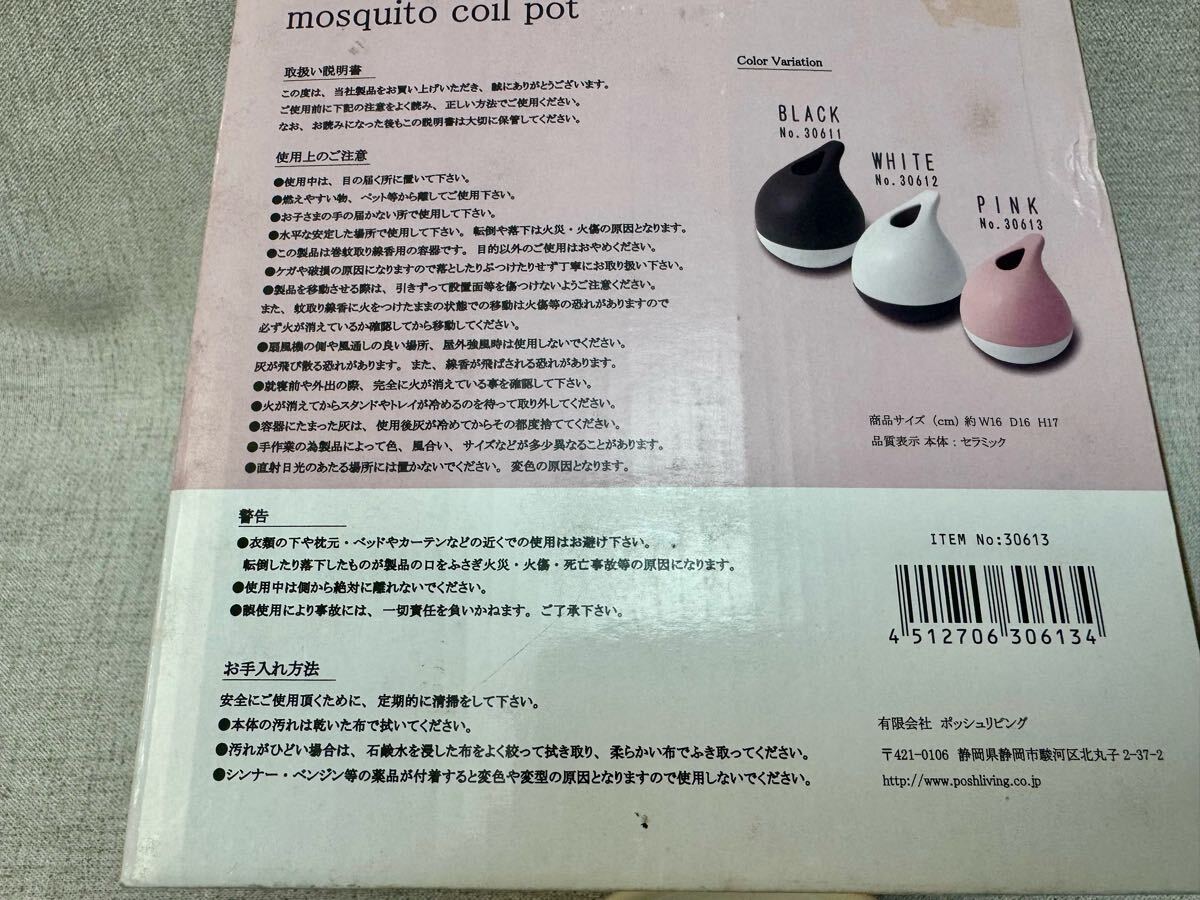 mosquito coil pot
取扱い説明書
この度は、当社製品をお買い上げいただき、誠にありがとうございます。
ご使用前に下記の注意をよく読み、正しい方法でご使用ください。
なお、お読みになった後もこの説明書は大切に保管してください。
使用上のご注意
●使用中は、目の届く所に置いて下さい。
●燃えやすい物、ペット等から離してご使用下さい。
●お子さまの手の届かない所で使用して下さい。
●水平な安定した場所で使用して下さい。転倒や落下は火災・火傷の原因となります。
●この製品は巻蚊取り線香用の容器です。目的以外のご使用はおやめください。
●ケガや破損の原因になりますので落としたりぶつけたりせず丁寧にお取り扱い下さい。
●製品を移動させる際は、引きずって設置面等を傷つけないようご注意ください。
また、蚊取り線香に火をつけたままの状態での移動は火傷等の恐れがありますので
必ず火が消えているか確認してから移動してください。
●扇風機の側や風通しの良い場所、屋外強風時は使用しないでください。
灰が飛び散る恐れがあります。また、線香が飛ばされる恐れがあります。
●就寝前や外出の際、完全に火が消えている事を確認して下さい。
●火が消えてからスタンドやトレイが冷めるのを待って取り外してください。
●容器にたまった灰は、使用後灰が冷めてからその都度捨ててください。
●手作業の為製品によって色、風合い、サイズなどが多少異なることがあります。
●直射日光のあたる場所には置かないでください。変色の原因となります。
Color Variation
BLACK
No.30611
WHITE
No.30612
PINK
No.30613
商品サイズ（cm）約W16 D16 H17
品質表示 本体：セラミック
警告
●衣類の下や枕元・ベッドやカーテンなどの近くでの使用はお避け下さい。
転倒したり落下したものが製品の口をふさぎ火災・火傷・死亡事故等の原因になります。
●使用中は側から絶対に離れないでください。
●誤使用により事故には、一切責任を負いかねます。ご了承下さい。
お手入れ方法
安全にご使用頂くために、定期的に清掃をして下さい。
●本体の汚れは乾いた布で拭いてください。
●汚れがひどい場合は、石鹸水を浸した布をよく絞って拭き取り、柔らかい布でふき取ってください。
●シンナー・ベンジン等の薬品が付着すると変色や変型の原因となりますので使用しないでください。
ITEM No:30613
4 512706 306134
有限会社 ポッシュリビング
〒421-0106 静岡県静岡市駿河区北丸子2-37-2
http://www.poshliving.co.jp